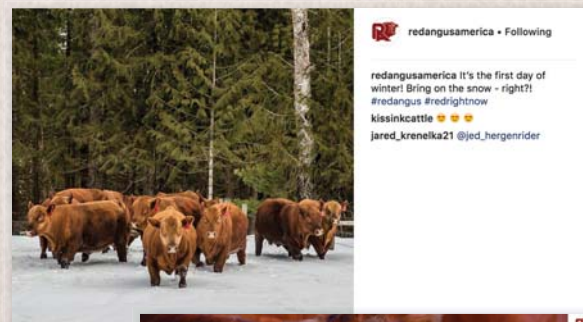 redangusamerica • Following
redangusamerica It's the first day of
winter! Bring on the snow - right?!
#redangus #redrightnow
kissinkcattle 😍 😍 😍
jared_krenelka21 @jed_hergenrider